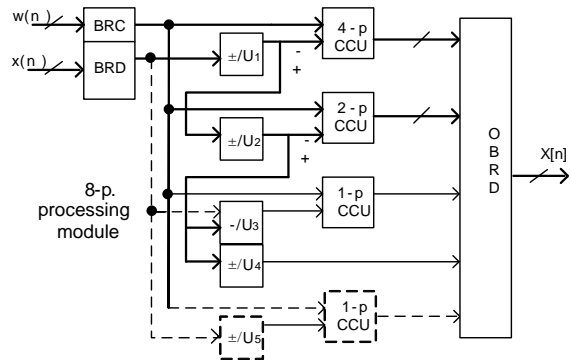 w(n)
BRC
4-p
CCU
x(n)
BRD
±/U1
-
+
2-p
CCU
±/U2
-
+
O
B
R
D
X[n]
8-p.
processing
module
1-p
CCU
-/U3
±/U4
1-p
CCU
±/U5